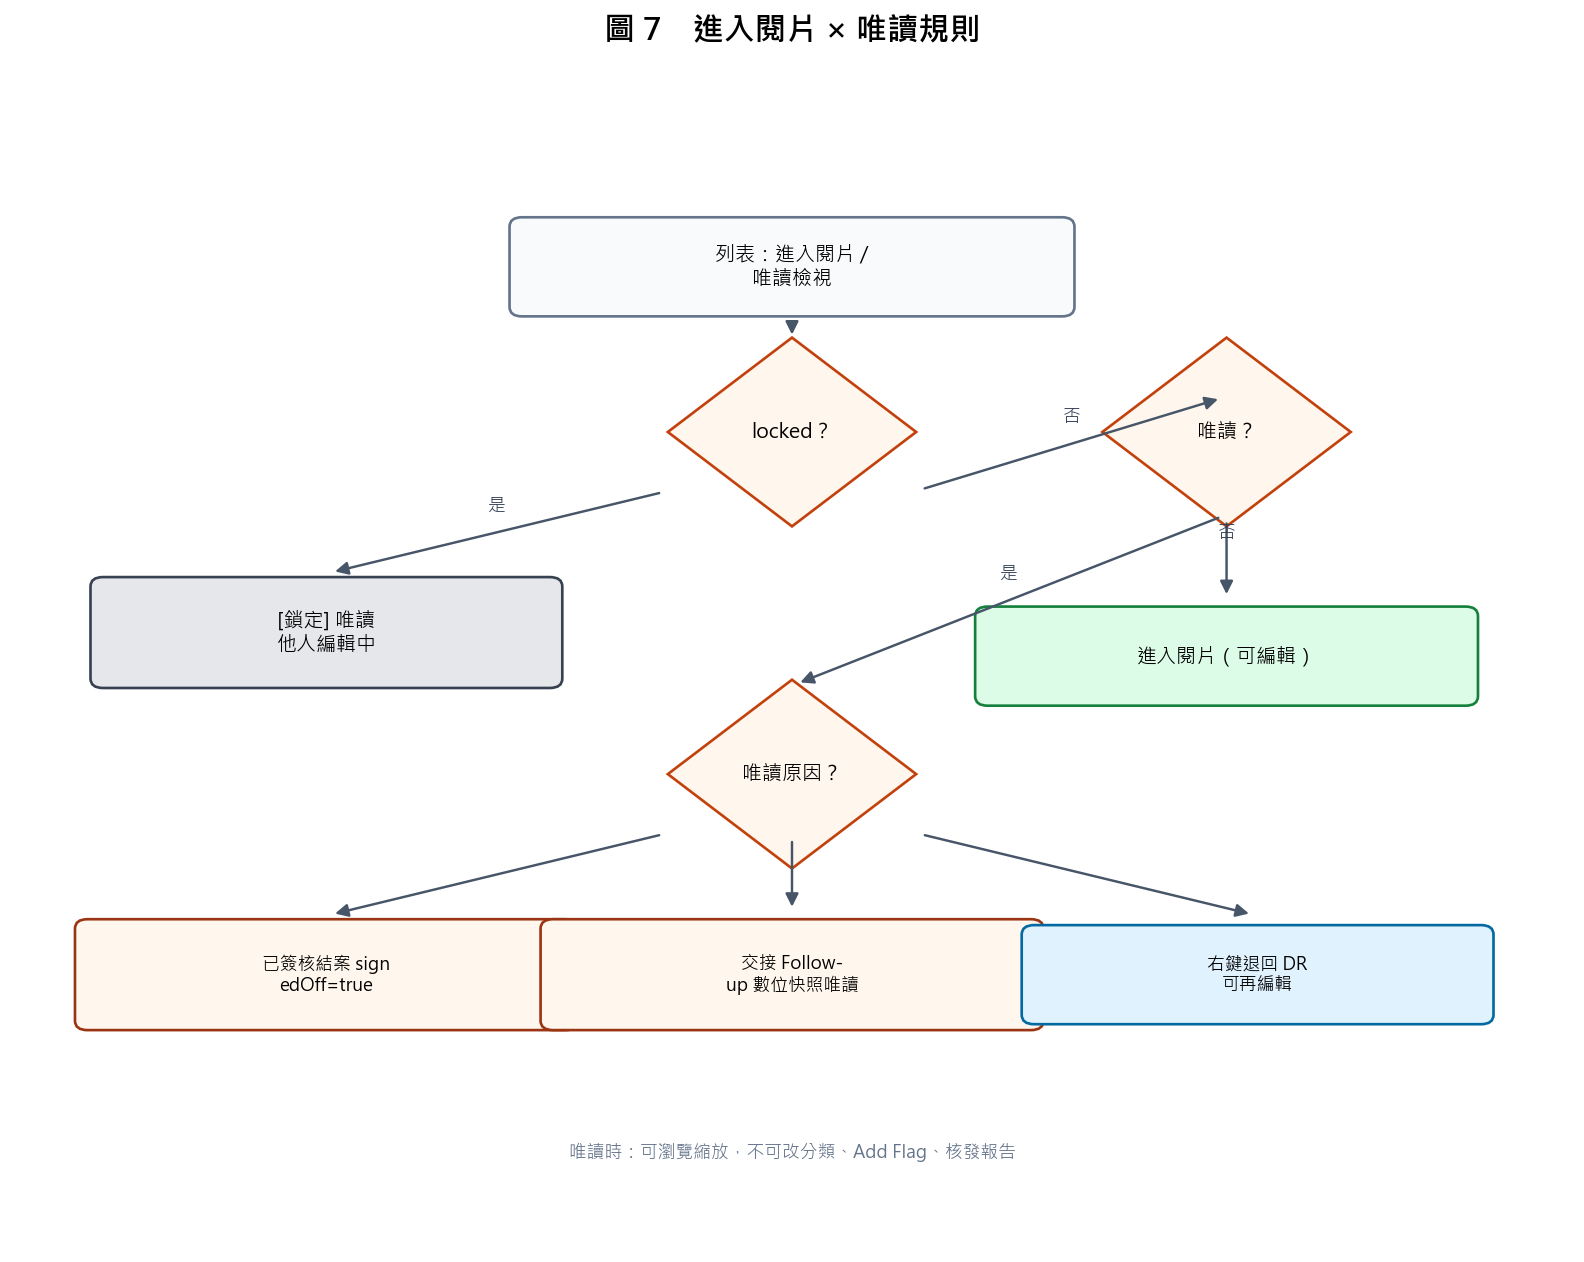 圖 7　進入閱片 × 唯讀規則
列表：進入閱片 /
唯讀檢視
locked？
唯讀？
否
是
否
是
[鎖定] 唯讀
他人編輯中
進入閱片（可編輯）
唯讀原因？
已簽核結案 sign
edOff=true
交接 Follow-
up 數位快照唯讀
右鍵退回 DR
可再編輯
唯讀時：可瀏覽縮放，不可改分類、Add Flag、核發報告